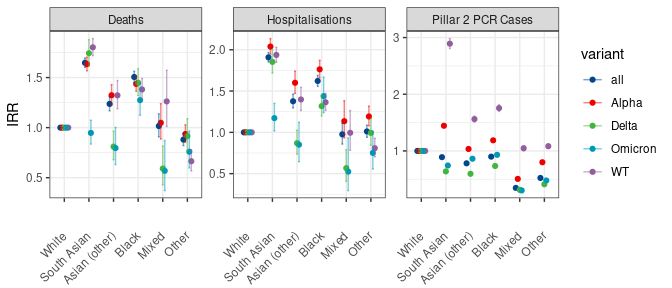 Deaths
Hospitalisations
Pillar 2 PCR Cases
IRR
1.5
1.0
0.5
2.0
1.5
1.0
0.5
3
2
1
White
South Asian
Asian (other)
Black
Mixed
Other
White
South Asian
Asian (other)
Black
Mixed
Other
White
South Asian
Asian (other)
Black
Mixed
Other
variant
all
Alpha
Delta
Omicron
WT